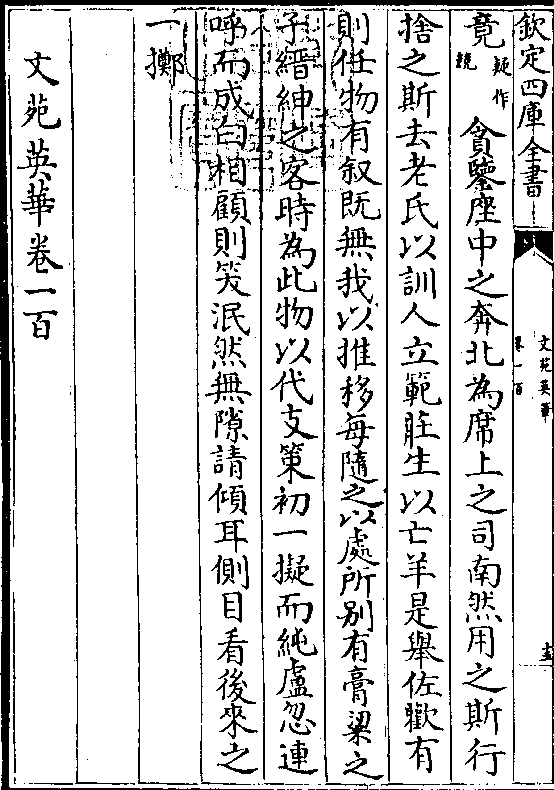 欽定四庫全書
文苑英華
卷一百
竟疑作競貪鑒座中之奔北為席上之司南然用之斯行
捨之斯去老氏以訓人立範莊生以亡羊是舉佐歡有
則任物有叙既無我以推移每隨之以處所別有膏粱之
子縉紳之客時為此物以代支策初一擬而純盧忽連
呼而成白相顧則笑泯然無隙請傾耳側目看後來之
一擲
文苑英華卷一百